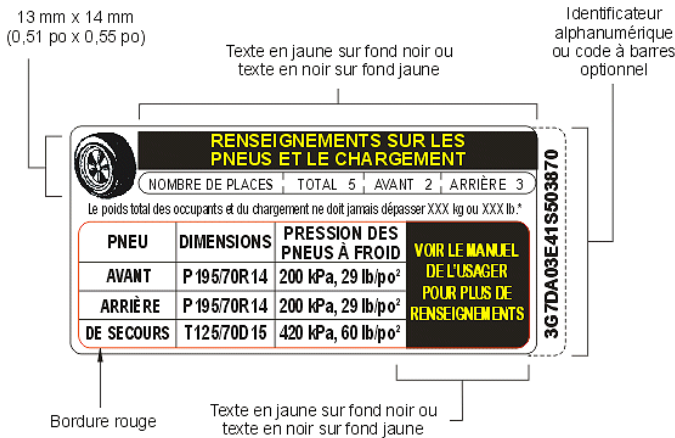 13 mm x 14 mm
(0,51 po x 0,55 po)
Texte en jaune sur fond noir ou
texte en noir sur fond jaune
Identificateur
alphanumérique
ou code à barres
optionnel
RENSEIGNEMENTS SUR LES
PNEUS ET LE CHARGEMENT
NOMBRE DE PLACES TOTAL 5 AVANT 2 ARRIÈRE 3
Le poids total des occupants et du chargement ne doit jamais dépasser XXX kg ou XXX lb.*
PNEU DIMENSIONS PRESSION DES
PNEUS À FROID
AVANT P195/70R14 200 kPa, 29 lb/po²
ARRIÈRE P195/70R14 200 kPa, 29 lb/po²
DE SECOURS T125/70D15 420 kPa, 60 lb/po²
VOIR LE MANUEL
DE L'USAGER
POUR PLUS DE
RENSEIGNEMENTS
3G7DA03E41S503870
Bordure rouge
Texte en jaune sur fond noir ou
texte en noir sur fond jaune